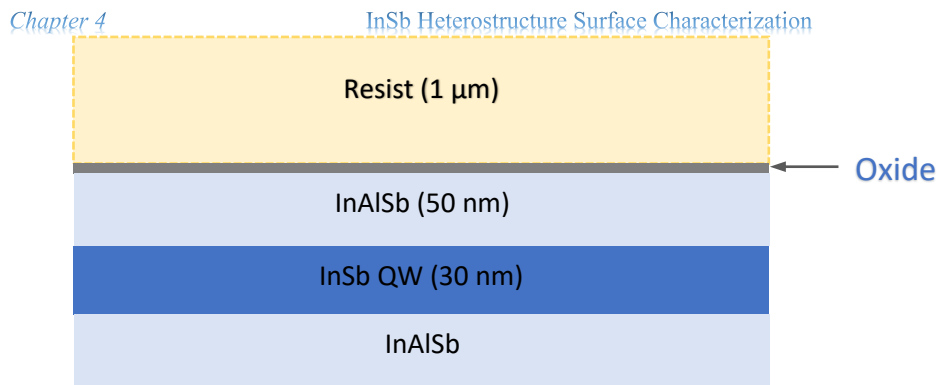 Chapter 4 InSb Heterostructure Surface Characterization
Resist (1 µm)
Oxide
InAlSb (50 nm)
InSb QW (30 nm)
InAlSb